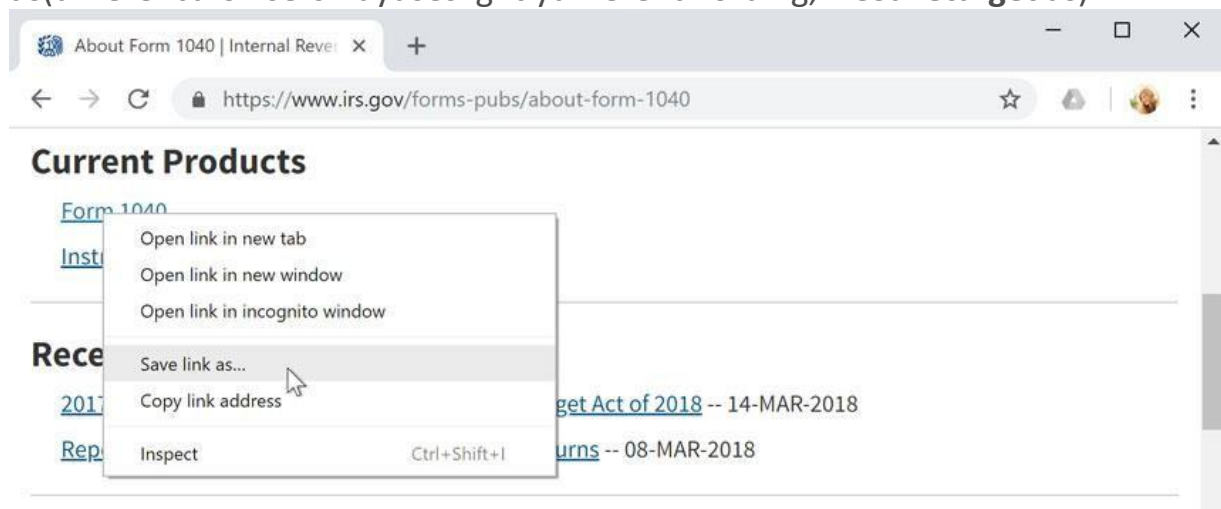 About Form 1040 | Internal Reve
https://www.irs.gov/forms-pubs/about-form-1040
Current Products
Form 1040
Open link in new tab
Open link in new window
Open link in incognito window
Save link as...
Copy link address
Inspect Ctrl+Shift+I
2017 get Act of 2018 -- 14-MAR-2018
urns -- 08-MAR-2018